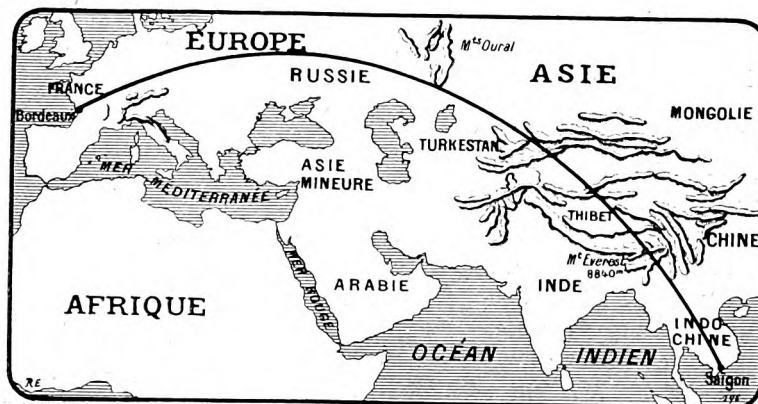 EUROPE
Mts Oural
ASIE
RUSSIE
FRANCE
Bordeaux
MONGOLIE
TURKESTAN
ASIE
MINEURE
MER MÉDITERRANÉE
THIBET
CHINE
Mt Everest
8840m
MER ROUGE
ARABIE
INDE
AFRIQUE
INDO-
CHINE
OCÉAN INDIEN
Saïgon
R.E.